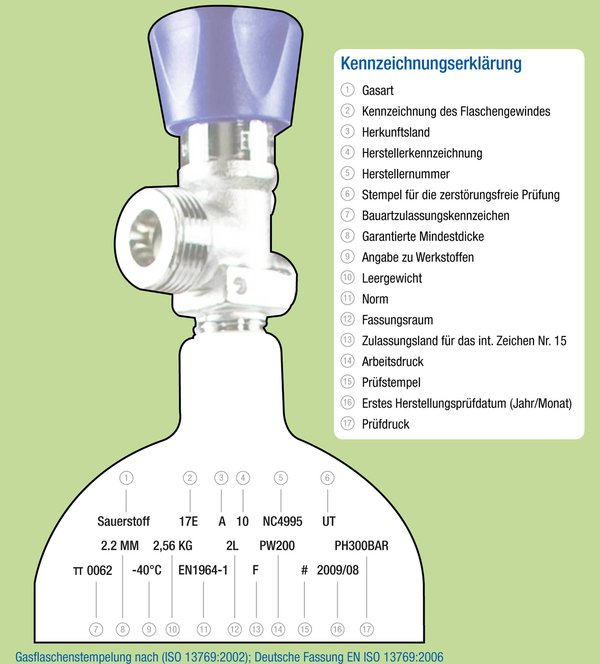 Kennzeichnungserklärung
1 Gasart
2 Kennzeichnung des Flaschengewindes
3 Herkunftsland
4 Herstellerkennzeichnung
5 Herstellernummer
6 Stempel für die zerstörungsfreie Prüfung
7 Bauartzulassungskennzeichen
8 Garantierte Mindestdicke
9 Angabe zu Werkstoffen
10 Leergewicht
11 Norm
12 Fassungsraum
13 Zulassungsland für das int. Zeichen Nr. 15
14 Arbeitsdruck
15 Prüfstempel
16 Erstes Herstellungsprüfdatum (Jahr/Monat)
17 Prüfdruck
1 2 3 4 5 6
Sauerstoff 17E A 10 NC4995 UT
2.2 MM 2,56 KG 2L PW200 PH300BAR
π 0062 -40°C EN1964-1 F # 2009/08
7 8 9 10 11 12 13 14 15 16 17
Gasflaschenstempelung nach (ISO 13769:2002); Deutsche Fassung EN ISO 13769:2006